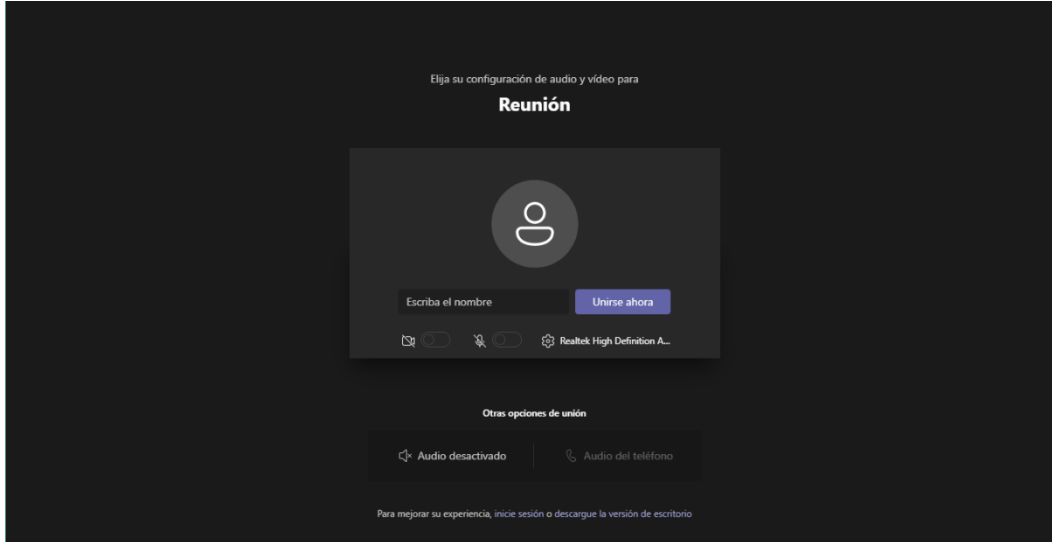 Elija su configuración de audio y vídeo para
Reunión
Escriba el nombre
Unirse ahora
Realtek High Definition A...
Otras opciones de unión
Audio desactivado
Audio del teléfono
Para mejorar su experiencia, inicie sesión o descargue la versión de escritorio